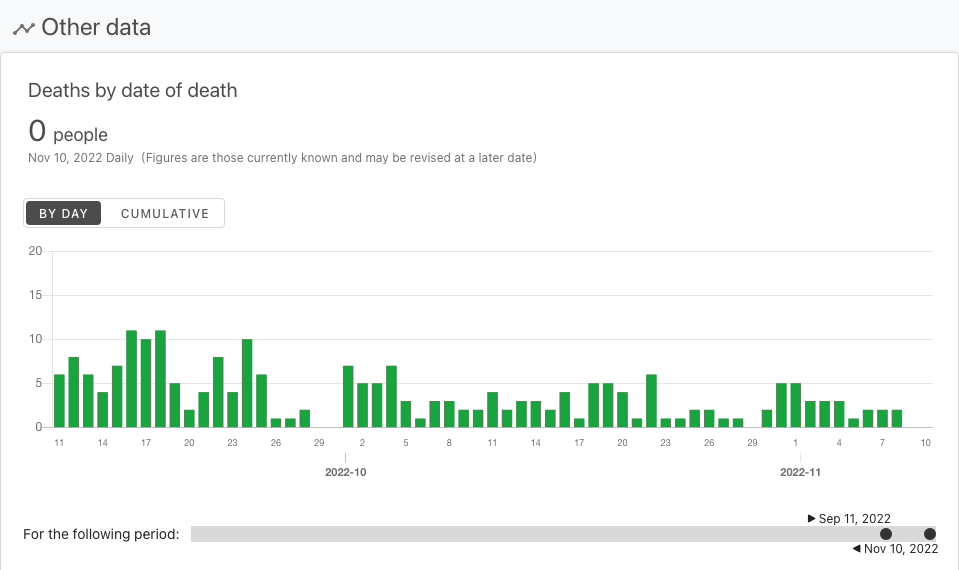 Other data
Deaths by date of death
0 people
Nov 10, 2022 Daily (Figures are those currently known and may be revised at a later date)
BY DAY CUMULATIVE
20
15
10
5
0
11 14 17 20 23 26 29 2 5 8 11 14 17 20 23 26 29 1 4 7 10
2022-10 2022-11
▶ Sep 11, 2022
For the following period:
◀ Nov 10, 2022